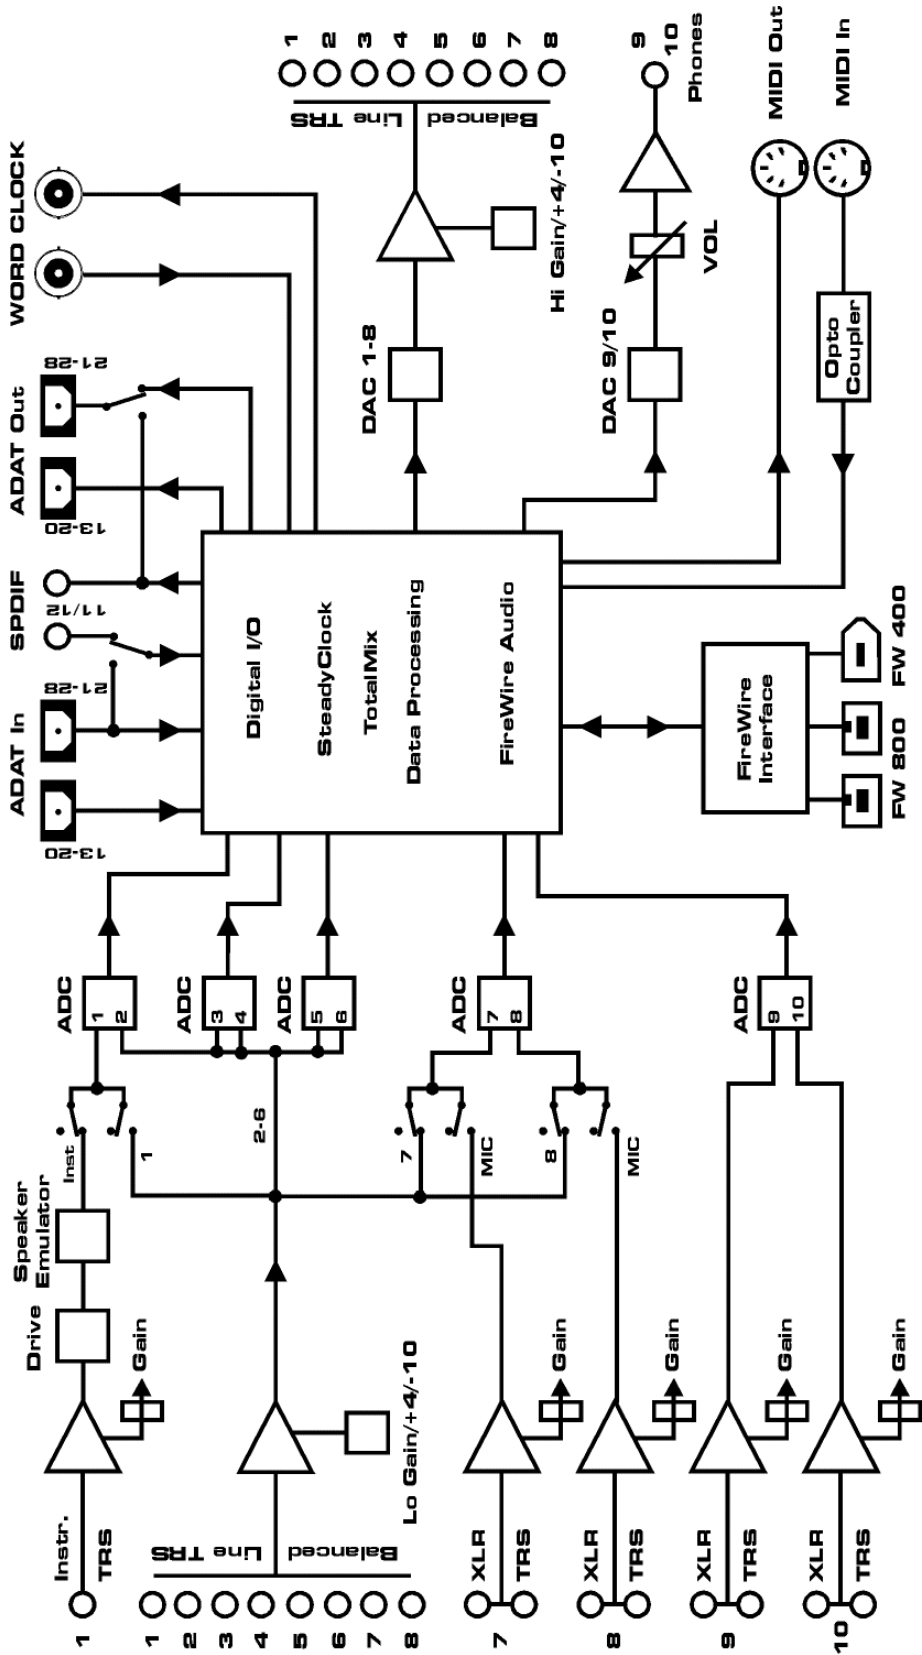 1
Instr.
TRS
Drive
Speaker
Emulator
Inst
Gain
1
2
3
4
5
6
7
8
Balanced Line TRS
Lo Gain/+4/-10
1
2-6
7
XLR
TRS
Gain
7
MIC
8
XLR
TRS
Gain
8
MIC
9
XLR
TRS
Gain
10
XLR
TRS
Gain
ADC
1
2
ADC
3
4
ADC
5
6
ADC
7
8
ADC
9
10
ADAT In
13-20
21-28
SPDIF
11/12
ADAT Out
13-20
21-28
WORD CLOCK
Digital I/O
SteadyClock
TotalMix
Data Processing
FireWire Audio
FireWire
Interface
FW 800
FW 400
DAC 1-8
Hi Gain/+4/-10
Balanced Line TRS
1
2
3
4
5
6
7
8
DAC 9/10
VOL
9
10
Phones
Opto
Coupler
MIDI Out
MIDI In